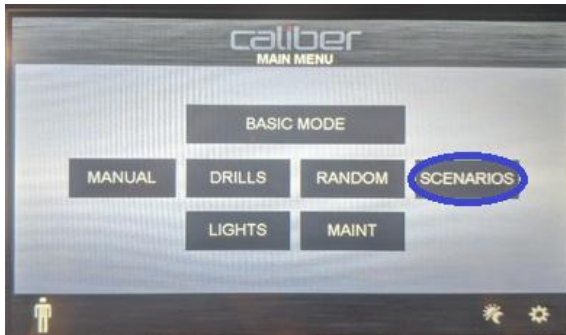 caliber
MAIN MENU
BASIC MODE
MANUAL DRILLS RANDOM SCENARIOS
LIGHTS MAINT